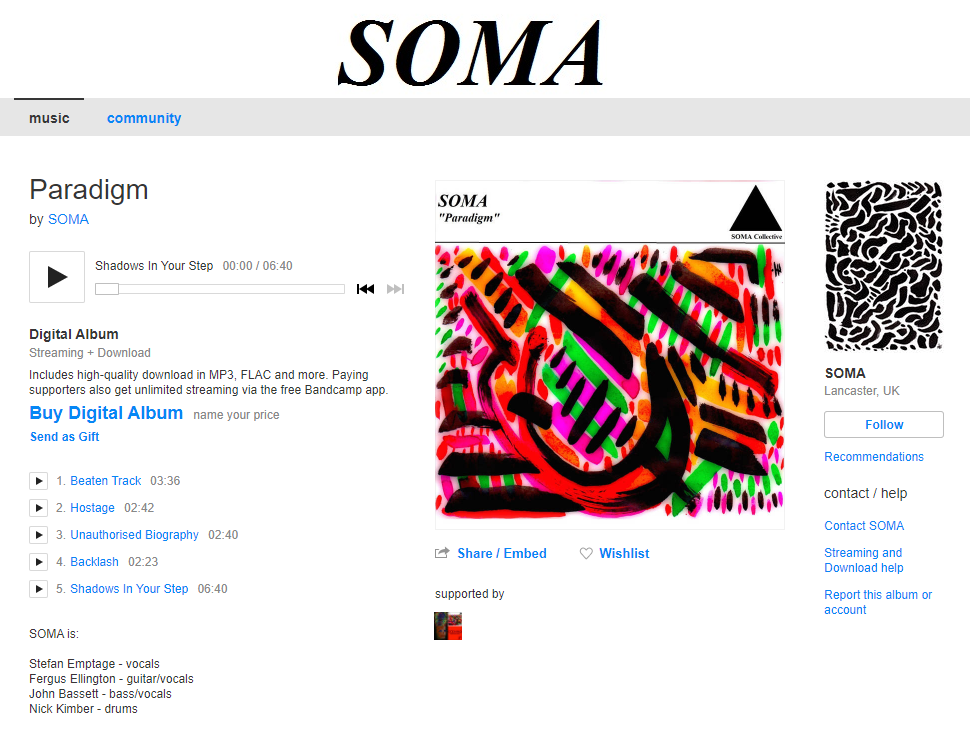 SOMA
music community
Paradigm
by SOMA
Shadows In Your Step 00:00 / 06:40
Digital Album
Streaming + Download
Includes high-quality download in MP3, FLAC and more. Paying
supporters also get unlimited streaming via the free Bandcamp app.
Buy Digital Album name your price
Send as Gift
1. Beaten Track 03:36
2. Hostage 02:42
3. Unauthorised Biography 02:40
4. Backlash 02:23
5. Shadows In Your Step 06:40
SOMA is:
Stefan Emptage - vocals
Fergus Ellington - guitar/vocals
John Bassett - bass/vocals
Nick Kimber - drums
SOMA
"Paradigm"
SOMA Collective
Share / Embed Wishlist
supported by
SOMA
Lancaster, UK
Follow
Recommendations
contact / help
Contact SOMA
Streaming and
Download help
Report this album or
account